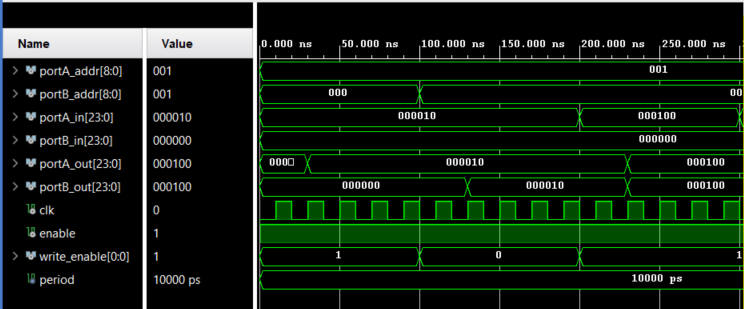 Name Value
0.000 ns 50.000 ns 100.000 ns 150.000 ns 200.000 ns 250.000 ns
portA_addr[8:0] 001 001
portB_addr[8:0] 001 000 00
portA_in[23:0] 000010 000010 000100
portB_in[23:0] 000000 000000
portA_out[23:0] 000100 000□ 000010 000100
portB_out[23:0] 000100 000000 000010 000100
clk 0
enable 1
write_enable[0:0] 1 1 0 1
period 10000 ps 10000 ps